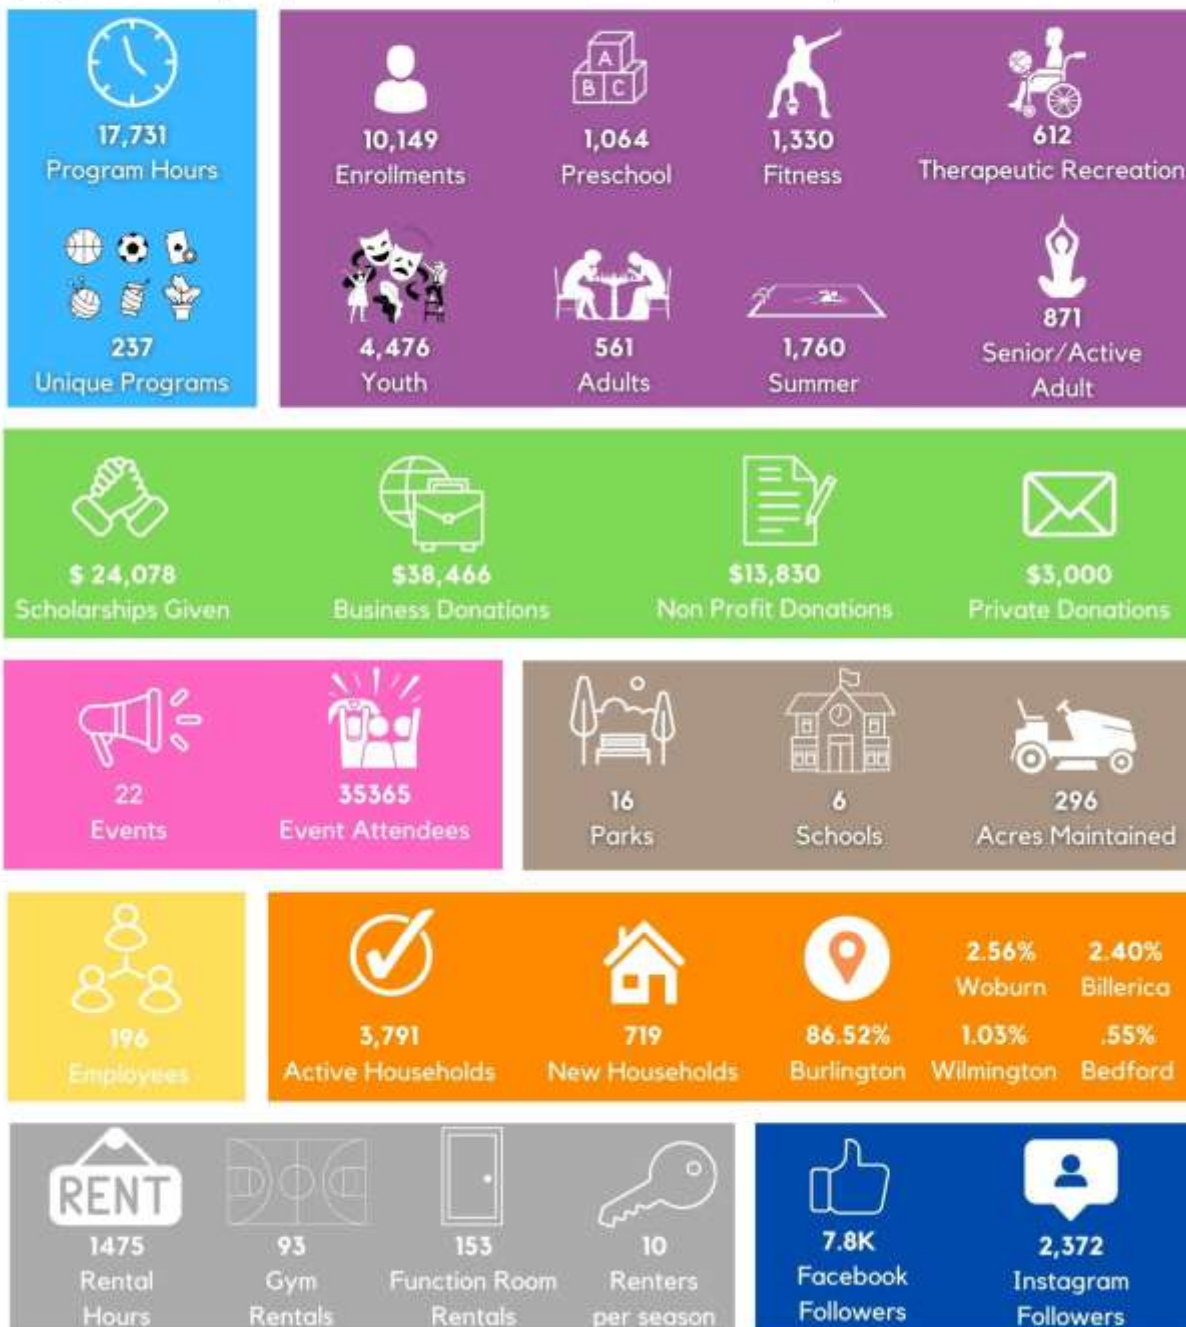 17,731
Program Hours
237
Unique Programs
10,149
Enrollments
A
B C
1,064
Preschool
1,330
Fitness
612
Therapeutic Recreation
4,476
Youth
561
Adults
1,760
Summer
871
Senior/Active
Adult
$ 24,078
Scholarships Given
$38,466
Business Donations
$13,830
Non Profit Donations
$3,000
Private Donations
22
Events
35365
Event Attendees
16
Parks
6
Schools
296
Acres Maintained
196
Employees
3,791
Active Households
719
New Households
86.52%
Burlington
2.56%
Woburn
2.40%
Billerica
1.03%
Wilmington
.55%
Bedford
RENT
1475
Rental
Hours
93
Gym
Rentals
153
Function Room
Rentals
10
Renters
per season
7.8K
Facebook
Followers
2,372
Instagram
Followers